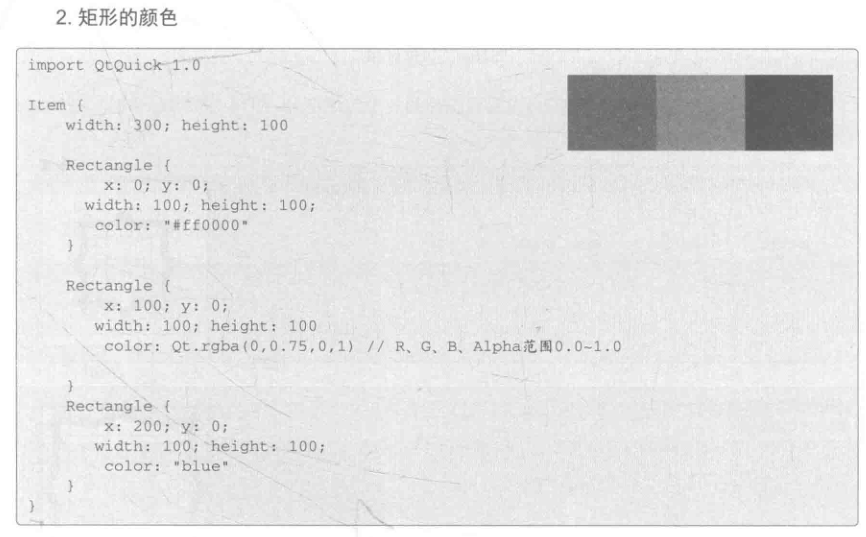 2. 矩形的颜色
import QtQuick 1.0
Item {
width: 300; height: 100
Rectangle {
x: 0; y: 0;
width: 100; height: 100;
color: "#ff0000"
}
Rectangle {
x: 100; y: 0;
width: 100; height: 100
color: Qt.rgba(0,0.75,0,1) // R、G、B、Alpha范围0.0~1.0
}
Rectangle {
x: 200; y: 0;
width: 100; height: 100;
color: "blue"
}
}